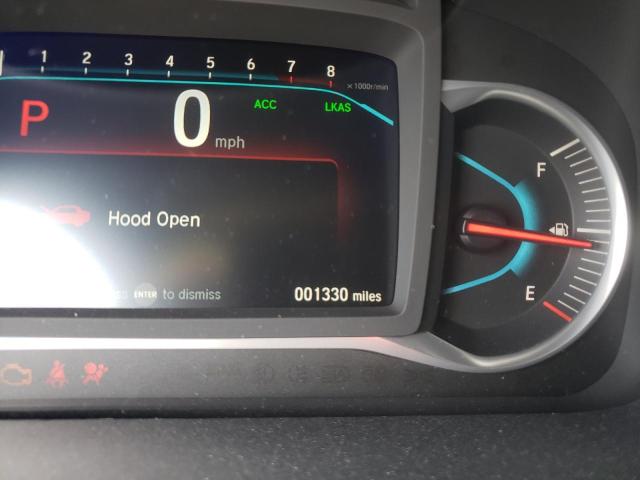 1 2 3 4 5 6 7 8
×1000r/min
ACC LKAS
P 0 mph
Hood Open
ENTER to dismiss
001330 miles
F
E